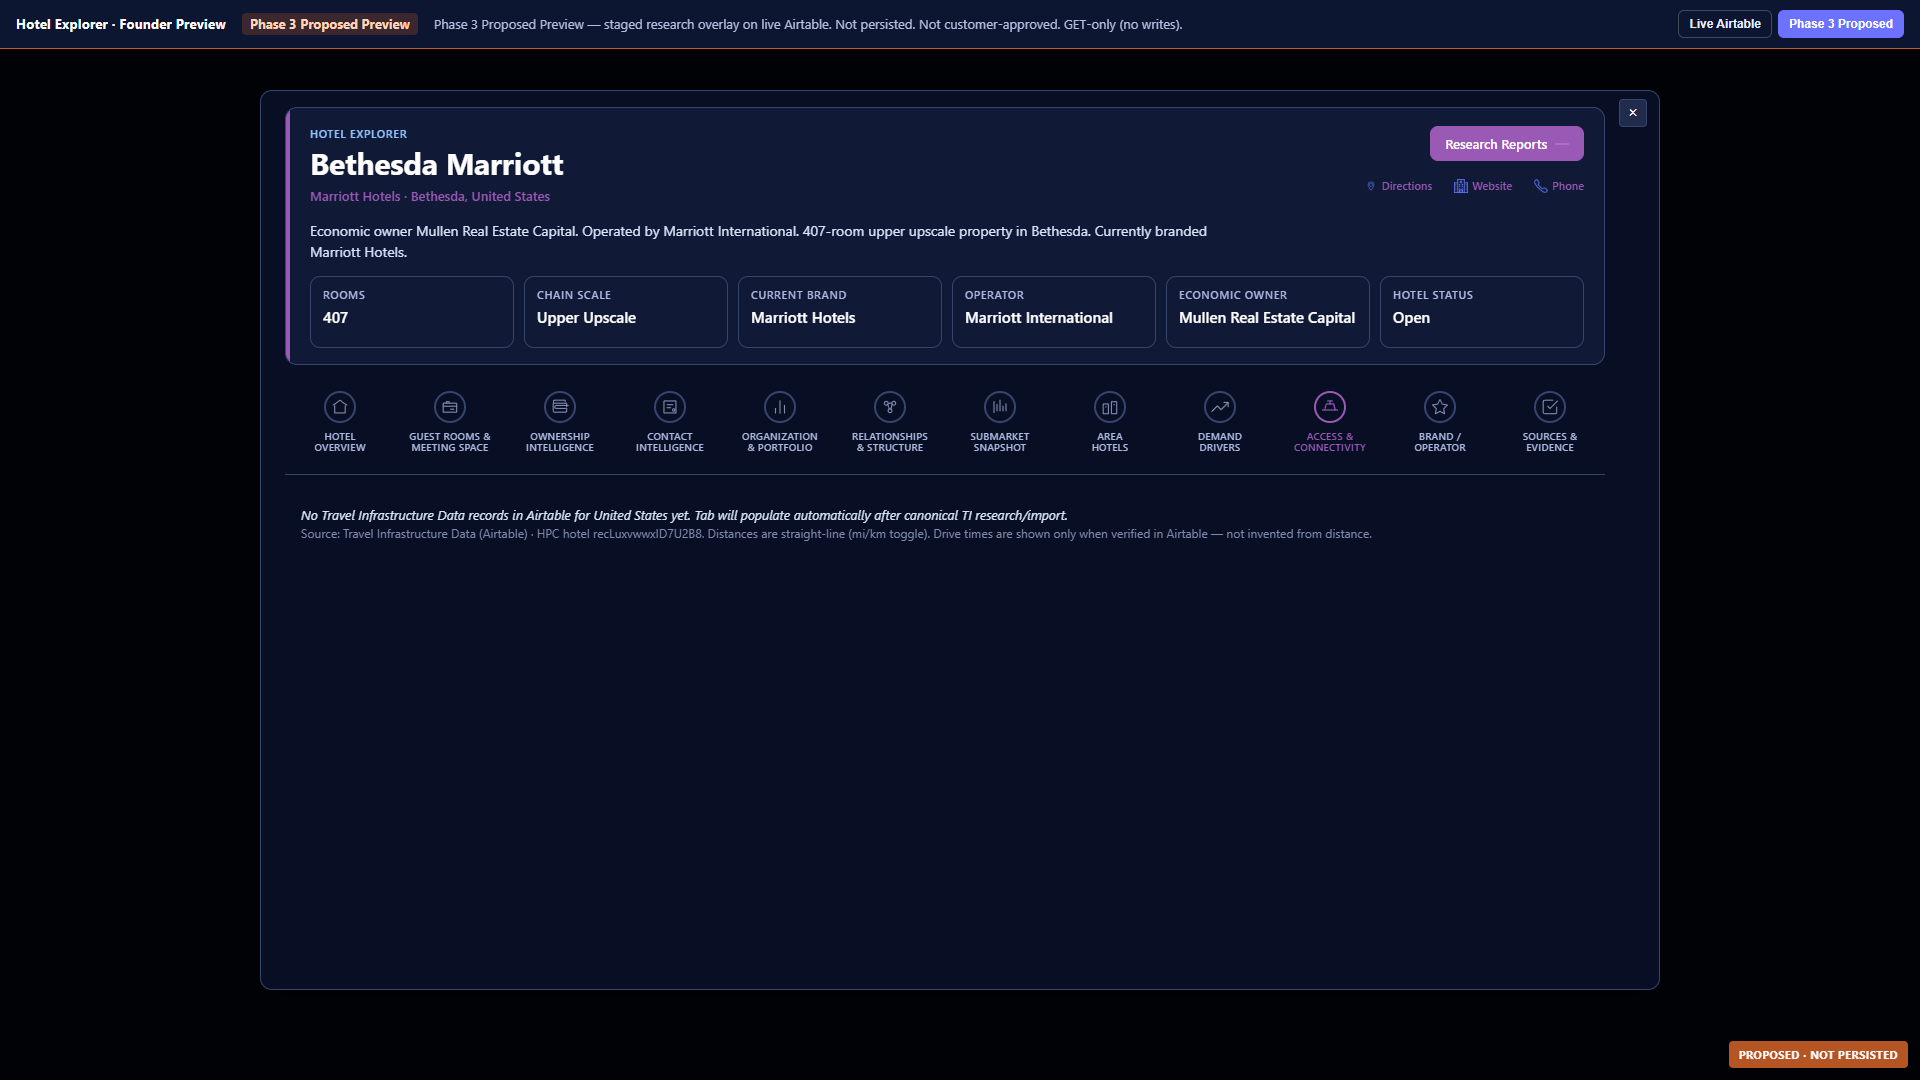 Hotel Explorer · Founder Preview
Phase 3 Proposed Preview
Phase 3 Proposed Preview — staged research overlay on live Airtable. Not persisted. Not customer-approved. GET-only (no writes).
Live Airtable
Phase 3 Proposed
×
HOTEL EXPLORER
Bethesda Marriott
Marriott Hotels · Bethesda, United States
Research Reports —
Directions
Website
Phone
Economic owner Mullen Real Estate Capital. Operated by Marriott International. 407-room upper upscale property in Bethesda. Currently branded
Marriott Hotels.
ROOMS
407
CHAIN SCALE
Upper Upscale
CURRENT BRAND
Marriott Hotels
OPERATOR
Marriott International
ECONOMIC OWNER
Mullen Real Estate Capital
HOTEL STATUS
Open
HOTEL
OVERVIEW
GUEST ROOMS &
MEETING SPACE
OWNERSHIP
INTELLIGENCE
CONTACT
INTELLIGENCE
ORGANIZATION
& PORTFOLIO
RELATIONSHIPS
& STRUCTURE
SUBMARKET
SNAPSHOT
AREA
HOTELS
DEMAND
DRIVERS
ACCESS &
CONNECTIVITY
BRAND /
OPERATOR
SOURCES &
EVIDENCE
No Travel Infrastructure Data records in Airtable for United States yet. Tab will populate automatically after canonical TI research/import.
Source: Travel Infrastructure Data (Airtable) · HPC hotel recLuxvwwxID7U2B8. Distances are straight-line (mi/km toggle). Drive times are shown only when verified in Airtable — not invented from distance.
PROPOSED · NOT PERSISTED